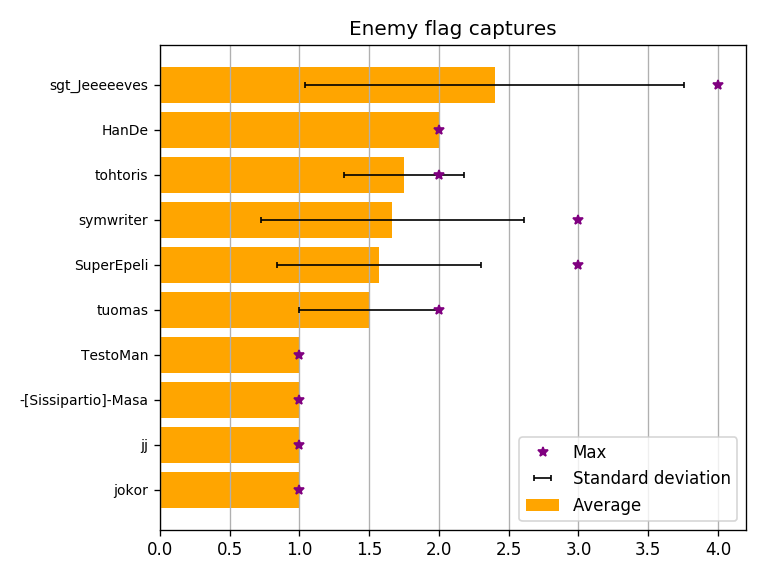 Enemy flag captures
sgt_Jeeeeeves
HanDe
tohtoris
symwriter
SuperEpeli
tuomas
TestoMan
-[Sissipartio]-Masa
jj
jokor
Max
Standard deviation
Average
0.0 0.5 1.0 1.5 2.0 2.5 3.0 3.5 4.0